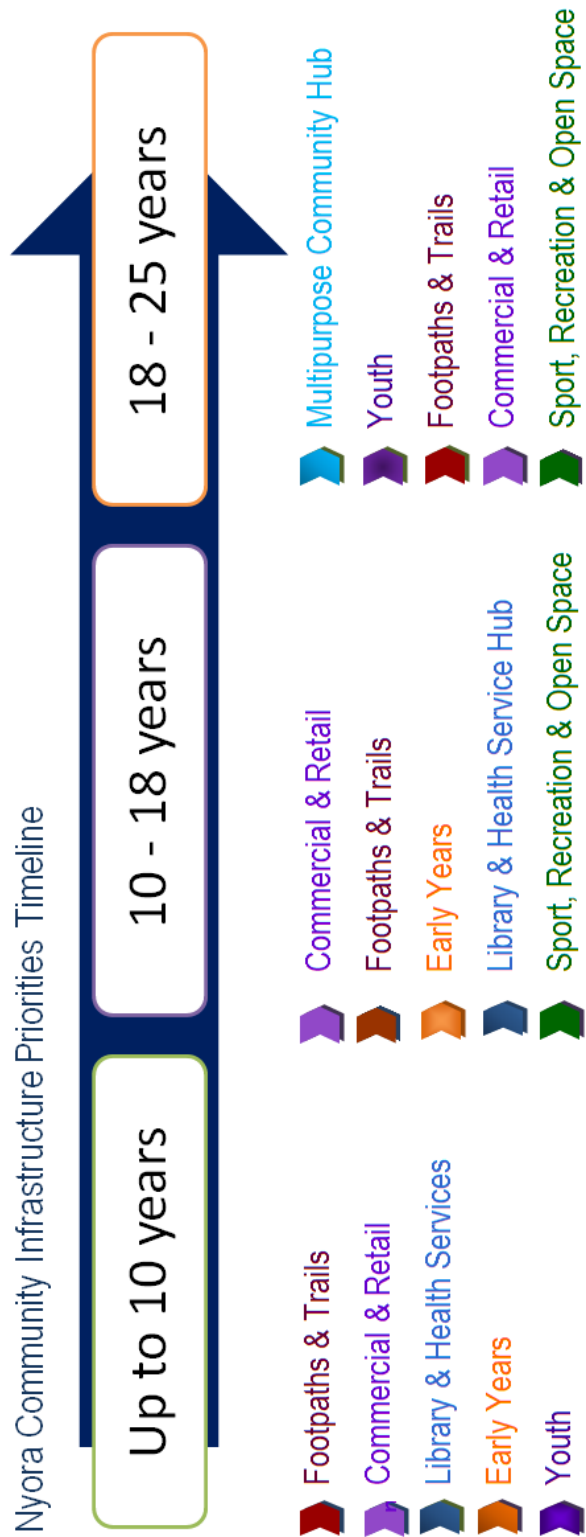 Nyora Community Infrastructure Priorities Timeline
Up to 10 years
10 - 18 years
18 - 25 years
Footpaths & Trails
Commercial & Retail
Library & Health Services
Early Years
Youth
Commercial & Retail
Footpaths & Trails
Early Years
Library & Health Service Hub
Sport, Recreation & Open Space
Multipurpose Community Hub
Youth
Footpaths & Trails
Commercial & Retail
Sport, Recreation & Open Space